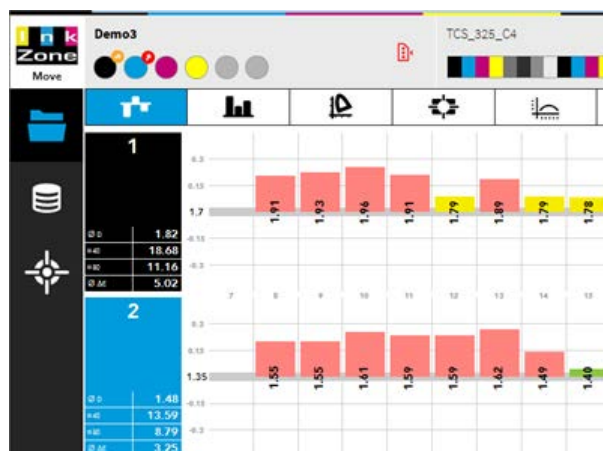 Ink
Zone
Move
Demo3
TCS_325_C4
1
Ø D 1.82
18.68
11.16
Ø ΔE 5.02
0.3
0.15
1.7
-0.15
-0.3
1.91 1.93 1.96 1.91 1.79 1.89 1.79 1.78
7 8 9 10 11 12 13 14 15
2
Ø D 1.48
13.59
8.79
3.25
0.3
0.15
1.35
-0.15
-0.3
1.55 1.55 1.61 1.59 1.59 1.62 1.49 1.40